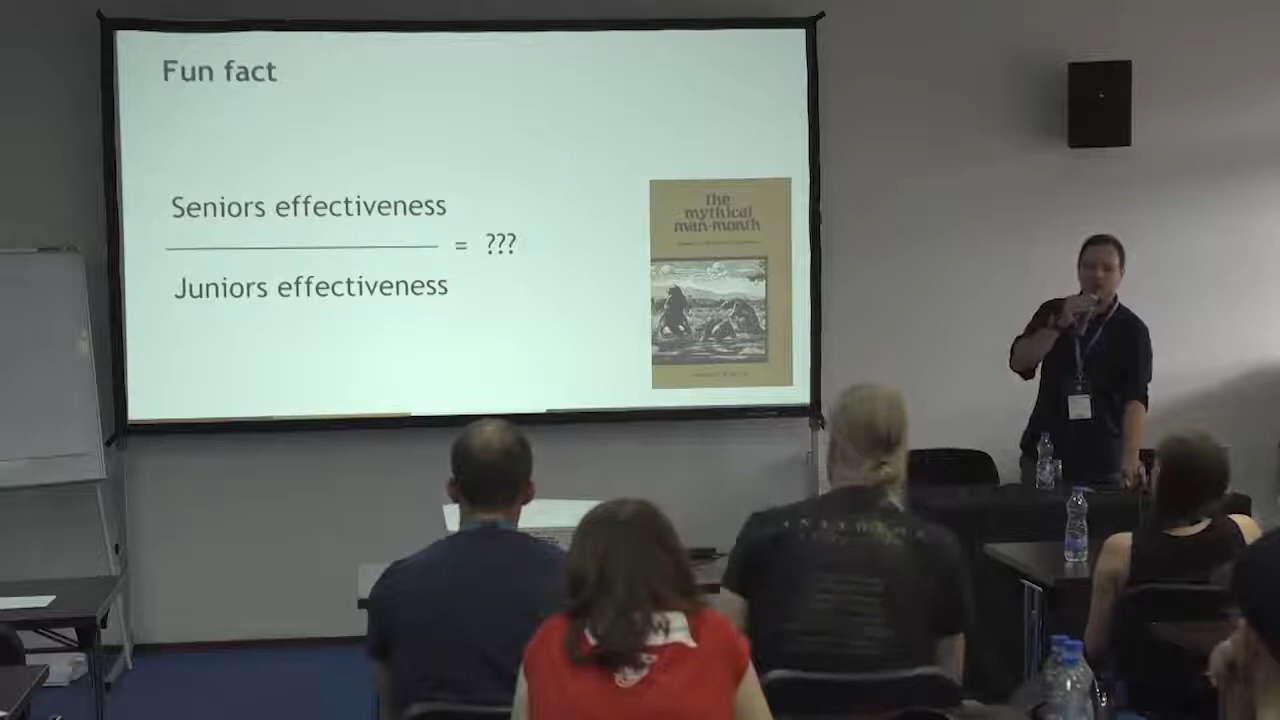 Fun fact
Seniors effectiveness
= ???
Juniors effectiveness
the
mythical
man-month